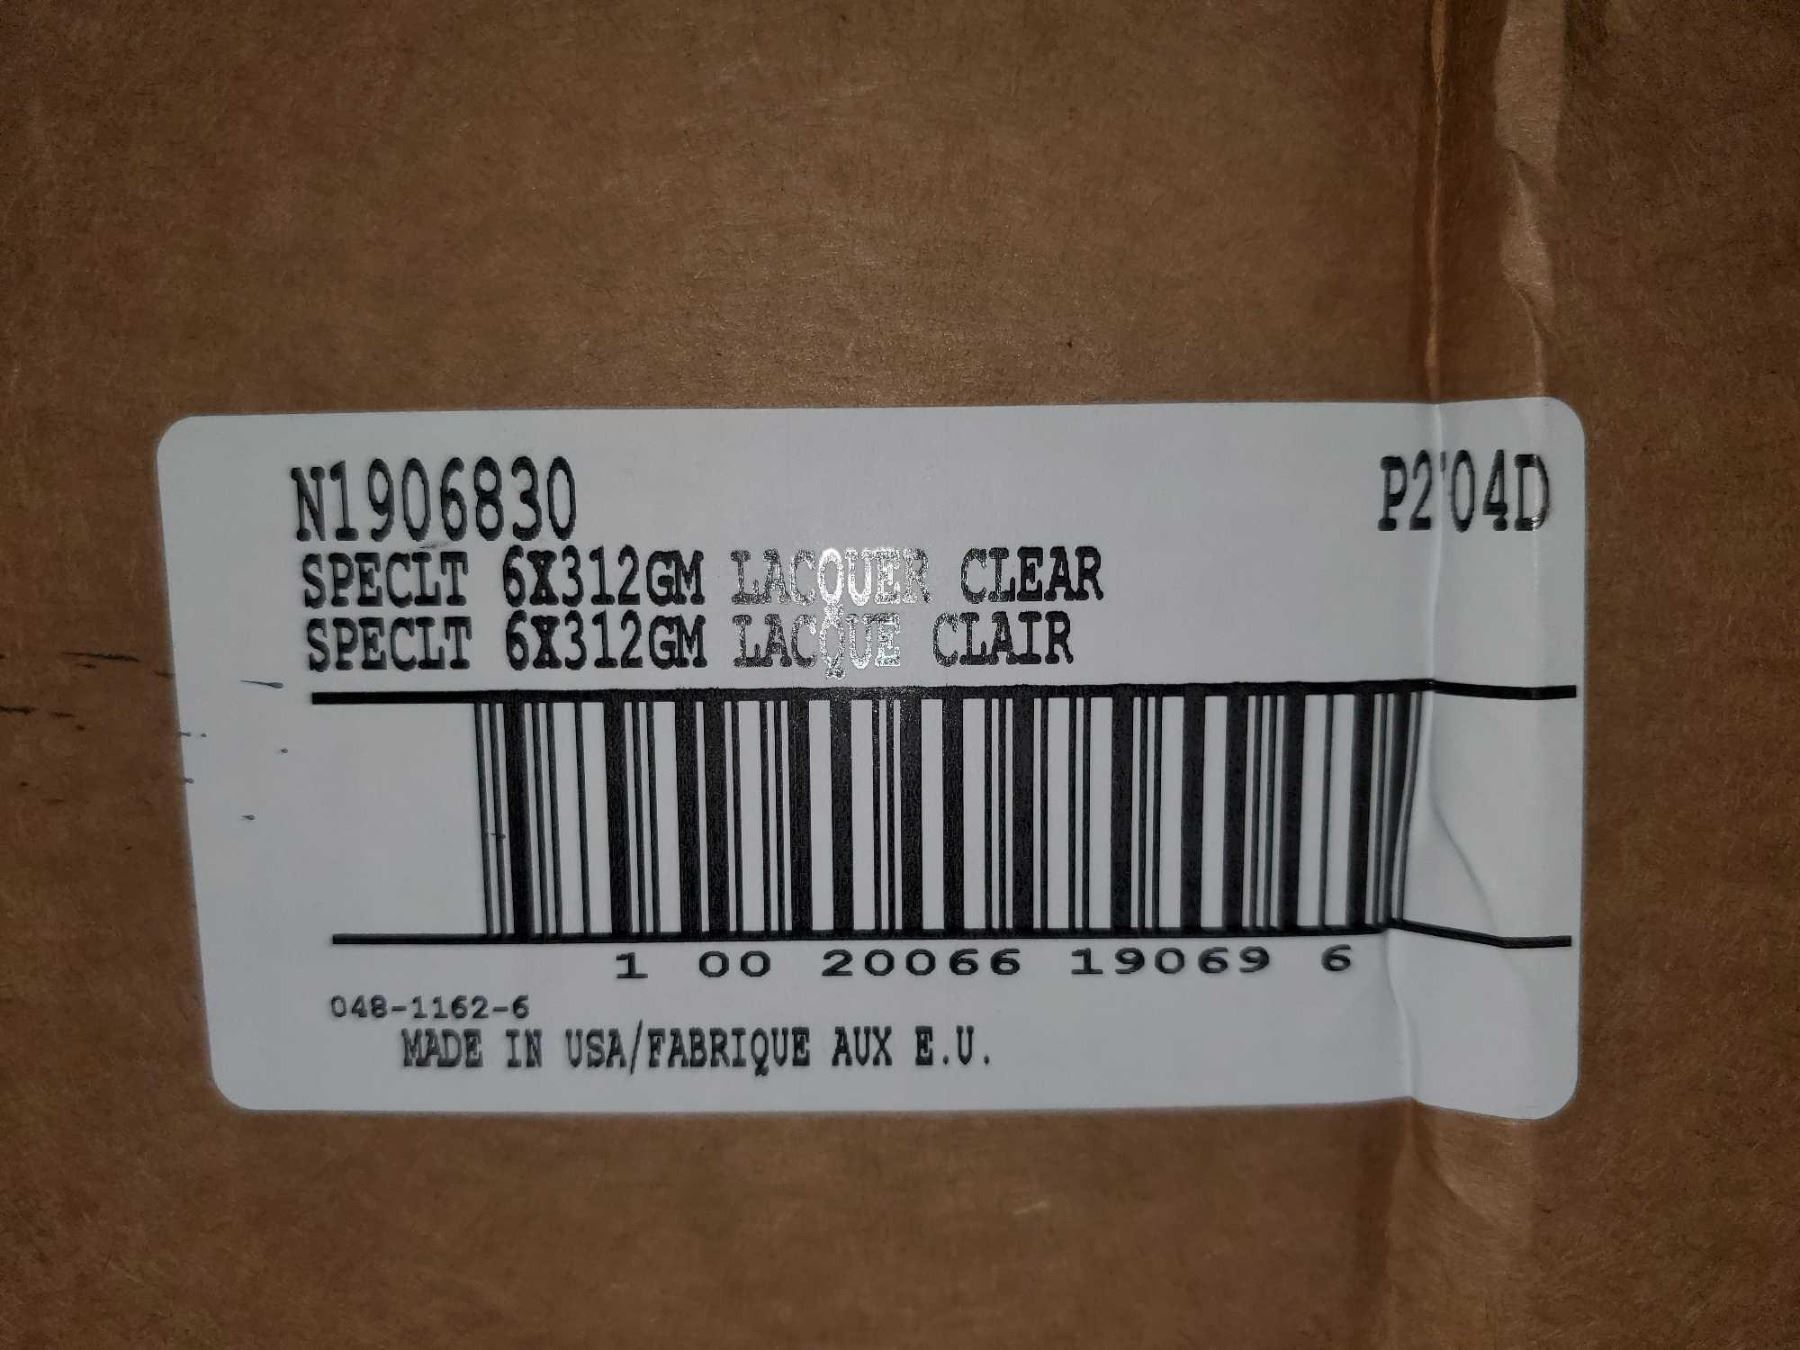 N1906830 P2'04D
SPECLT 6X312GM LACQUER CLEAR
SPECLT 6X312GM LACQUE CLAIR
1 00 20066 19069 6
048-1162-6
MADE IN USA/FABRIQUE AUX E.U.